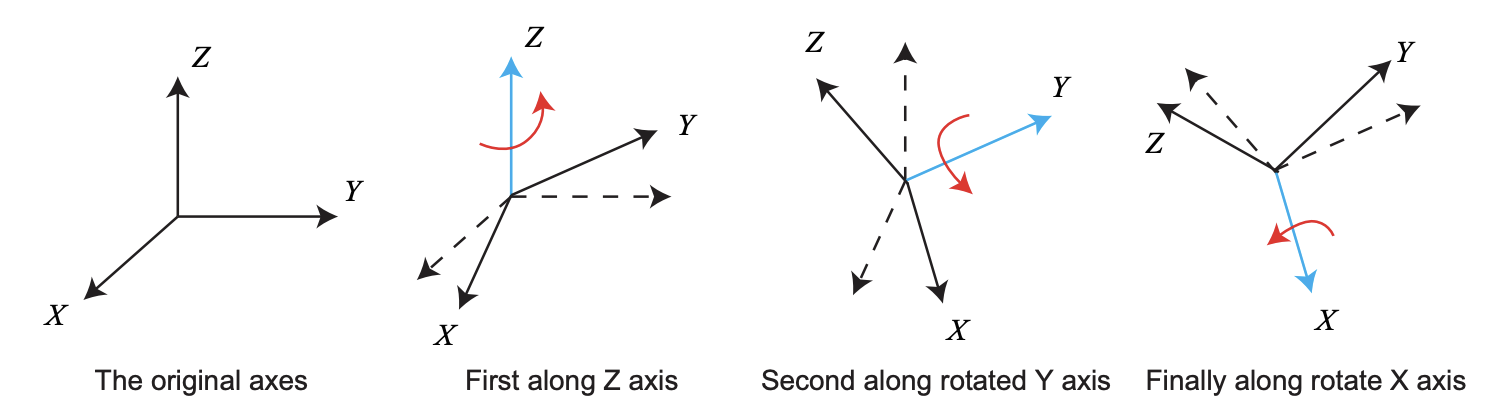 Z
Y
X
The original axes
Z
Y
X
First along Z axis
Z
Y
X
Second along rotated Y axis
Y
Z
X
Finally along rotate X axis